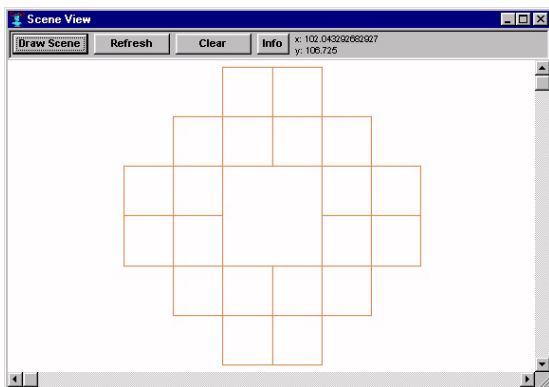 Scene View
Draw Scene Refresh Clear Info
x: 102.043292682927
y: 106.725